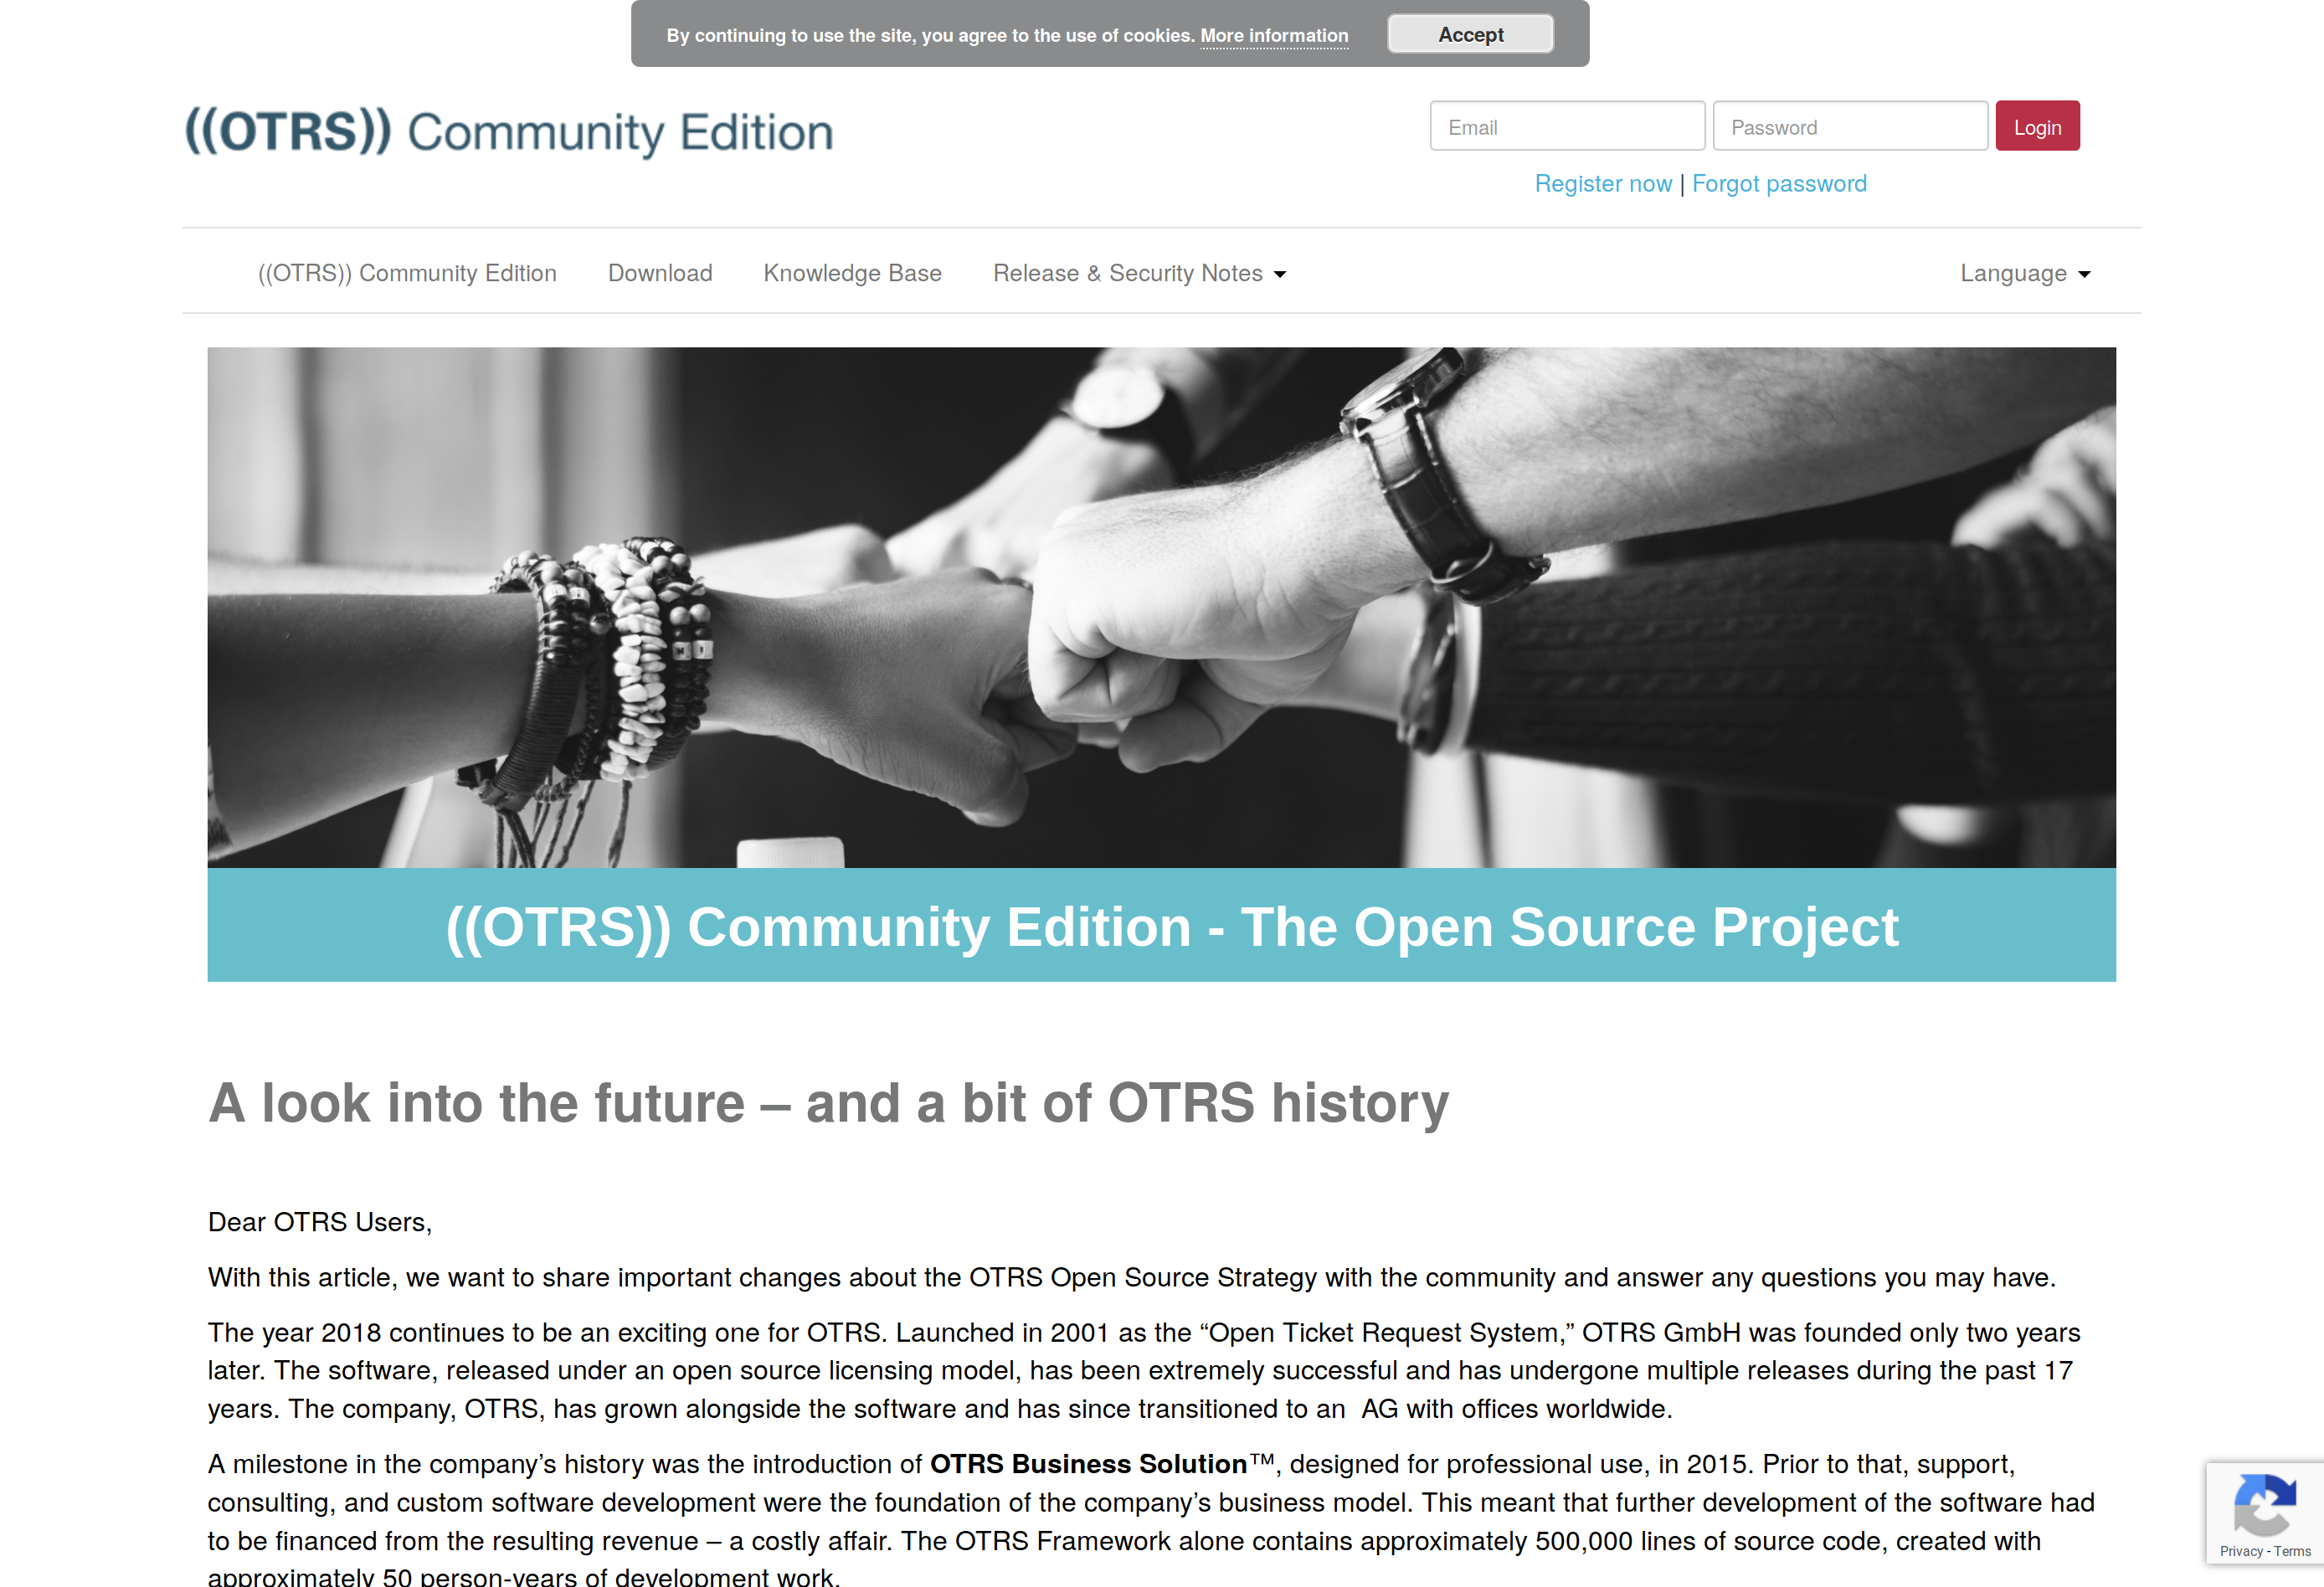 By continuing to use the site, you agree to the use of cookies. More information
Accept
((OTRS)) Community Edition
Email
Password
Login
Register now | Forgot password
((OTRS)) Community Edition
Download
Knowledge Base
Release & Security Notes
Language
((OTRS)) Community Edition - The Open Source Project
A look into the future – and a bit of OTRS history
Dear OTRS Users,
With this article, we want to share important changes about the OTRS Open Source Strategy with the community and answer any questions you may have.
The year 2018 continues to be an exciting one for OTRS. Launched in 2001 as the “Open Ticket Request System,” OTRS GmbH was founded only two years
later. The software, released under an open source licensing model, has been extremely successful and has undergone multiple releases during the past 17
years. The company, OTRS, has grown alongside the software and has since transitioned to an  AG with offices worldwide.
A milestone in the company’s history was the introduction of OTRS Business Solution™, designed for professional use, in 2015. Prior to that, support,
consulting, and custom software development were the foundation of the company’s business model. This meant that further development of the software had
to be financed from the resulting revenue – a costly affair. The OTRS Framework alone contains approximately 500,000 lines of source code, created with
approximately 50 person-years of development work.
Privacy - Terms